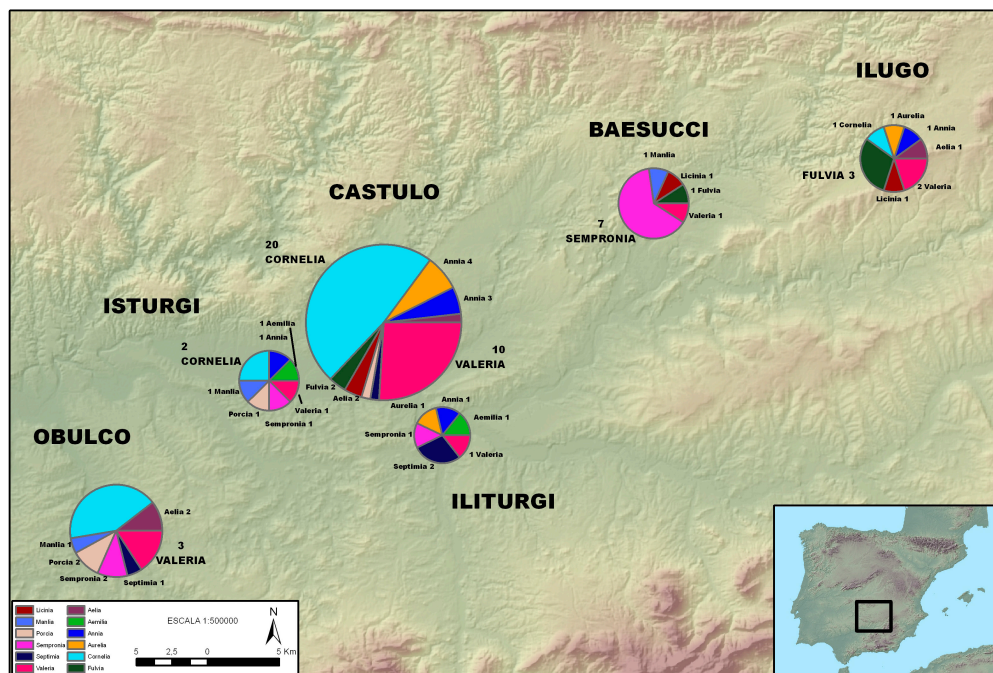 ILUGO
1 Aurelia
1 Cornelia
1 Annia
Aelia 1
FULVIA 3
2 Valeria
Licinia 1
BAESUCCI
1 Manlia
Licinia 1
1 Fulvia
Valeria 1
7
SEMPRONIA
CASTULO
20
CORNELIA
Annia 4
Annia 3
10
VALERIA
Fulvia 2
Aelia 2
Aurelia 1
ISTURGI
1 Aemilia
1 Annia
2
CORNELIA
1 Manlia
Porcia 1
Sempronia 1
Valeria 1
Annia 1
Aemilia 1
Sempronia 1
1 Valeria
Septimia 2
ILITURGI
OBULCO
Aelia 2
Manlia 1
3
VALERIA
Porcia 2
Sempronia 2
Septimia 1
Licinia
Manlia
Porcia
Sempronia
Septimia
Valeria
Aelia
Aemilia
Annia
Aurelia
Cornelia
Fulvia
ESCALA 1:500000
N
5 2.5 0 5 Km